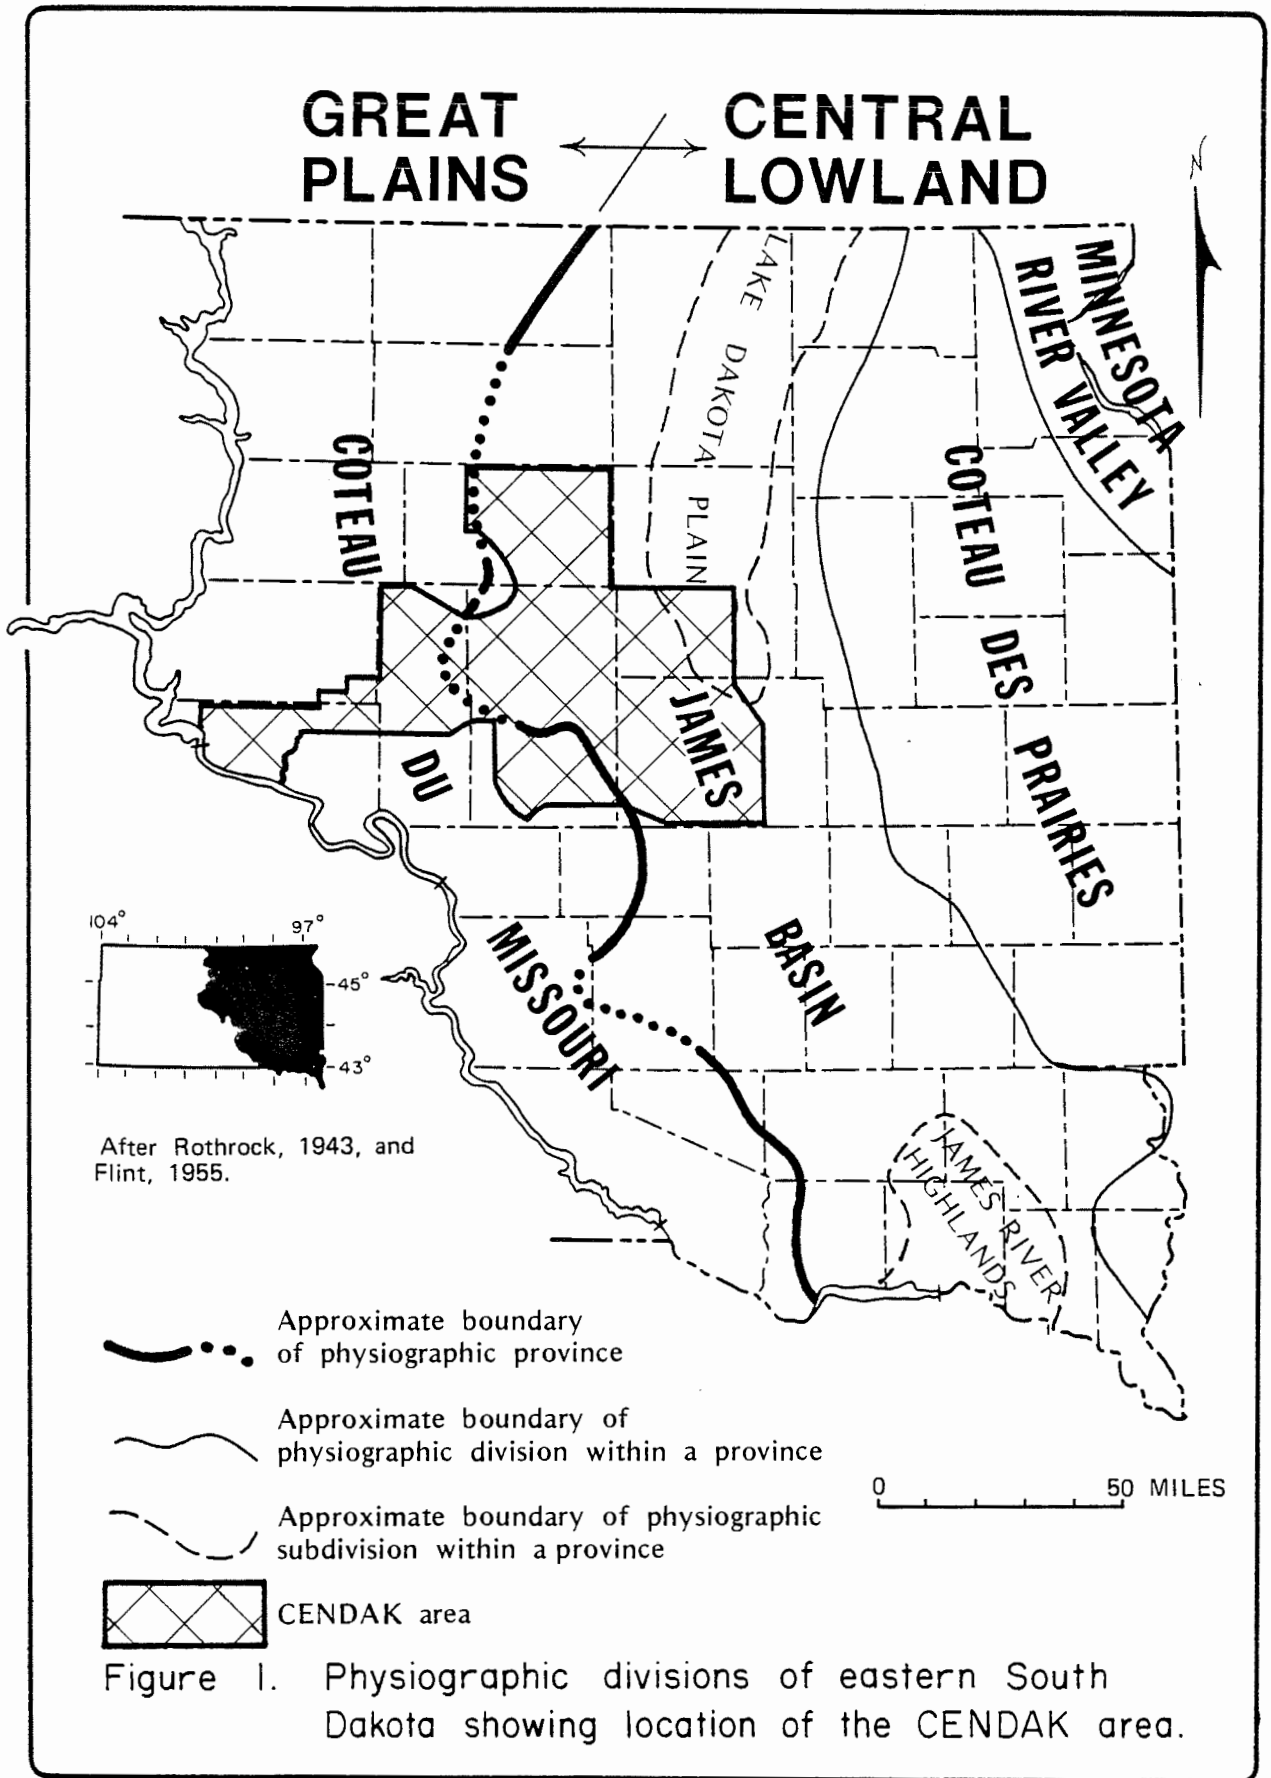 GREAT
PLAINS
CENTRAL
LOWLAND
N
LAKE DAKOTA PLAIN
MINNESOTA
RIVER VALLEY
COTEAU
DU
MISSOURI
COTEAU
DES
PRAIRIES
JAMES
BASIN
JAMES RIVER
HIGHLANDS
104° 97°
45°
43°
After Rothrock, 1943, and
Flint, 1955.
Approximate boundary
of physiographic province
Approximate boundary of
physiographic division within a province
Approximate boundary of physiographic
subdivision within a province
CENDAK area
0 50 MILES
Figure 1. Physiographic divisions of eastern South
Dakota showing location of the CENDAK area.